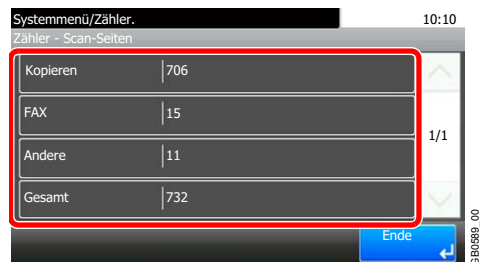 Systemmenü/Zähler. 10:10
Zähler - Scan-Seiten
Kopieren 706
FAX 15
1/1
Andere 11
Gesamt 732
Ende
GB0589_00